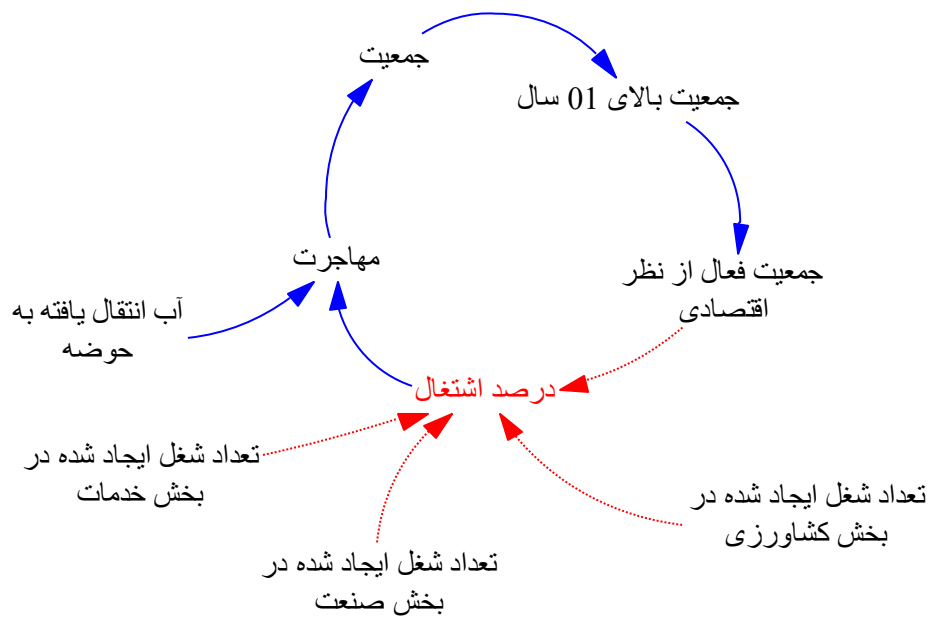 جمعیت
جمعیت بالای 01 سال
جمعیت فعال از نظر
اقتصادی
مهاجرت
آب انتقال یافته به
حوضه
درصد اشتغال
تعداد شغل ایجاد شده در
بخش خدمات
تعداد شغل ایجاد شده در
بخش کشاورزی
تعداد شغل ایجاد شده در
بخش صنعت